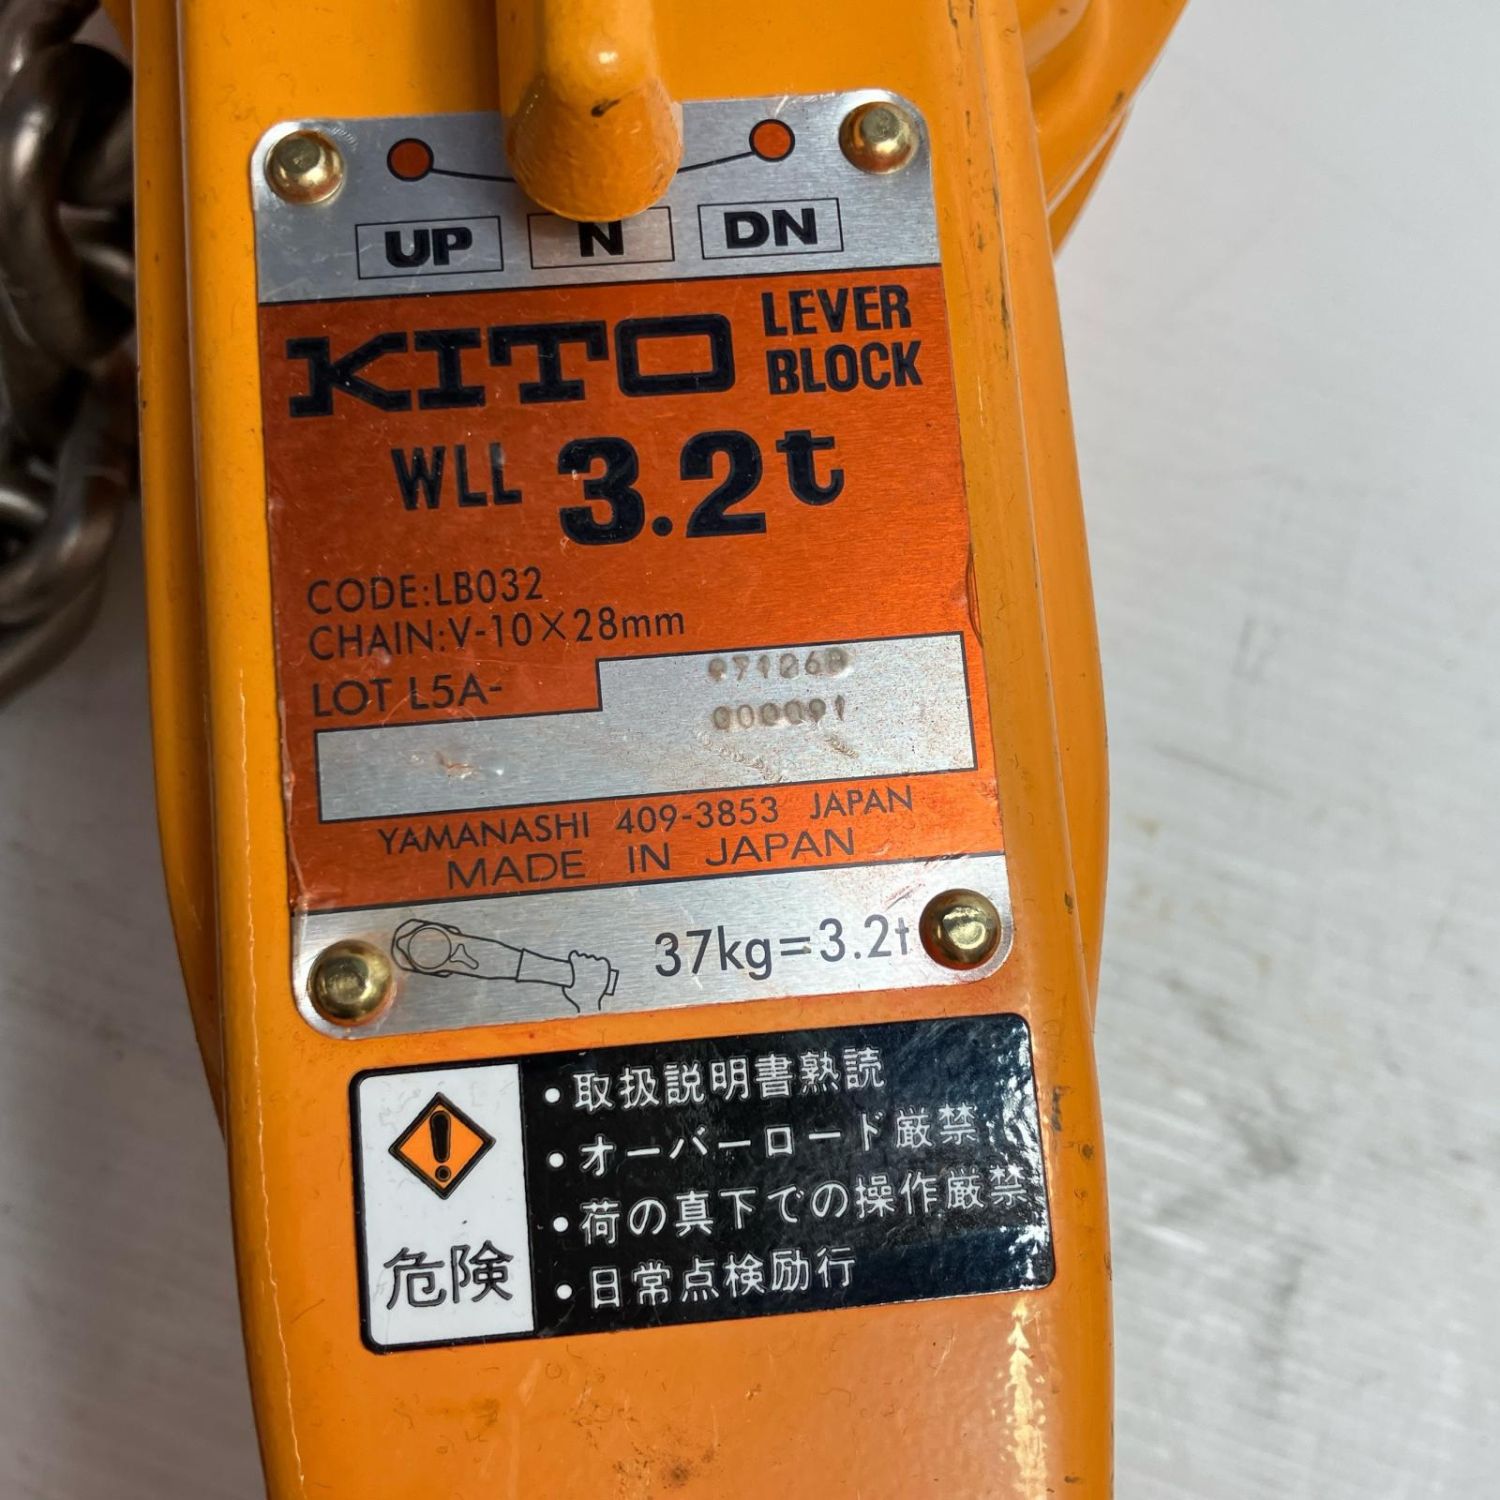 UP N DN
KITO LEVER BLOCK
WLL 3.2t
CODE:LB032
CHAIN:V-10×28mm
LOT L5A-
000091
YAMANASHI 409-3853 JAPAN
MADE IN JAPAN
37kg=3.2t
危険
・取扱説明書熟読
・オーバーロード厳禁
・荷の真下での操作厳禁
・日常点検励行